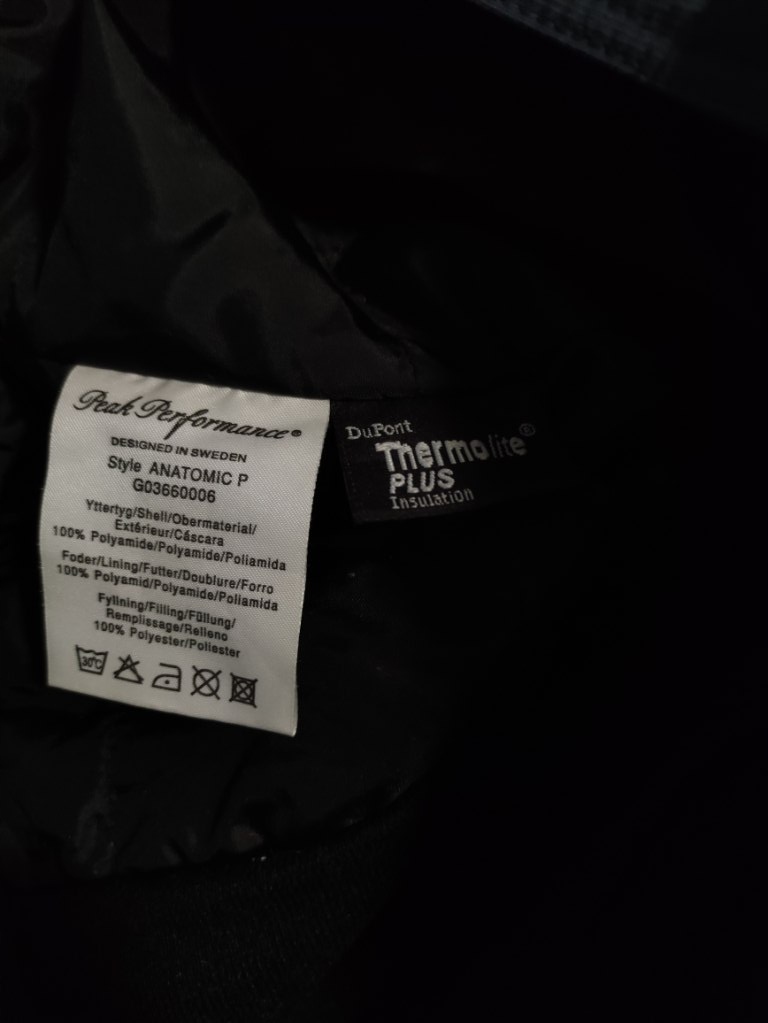 Peak Performance®
DESIGNED IN SWEDEN
Style ANATOMIC P
G03660006
Yttertyg/Shell/Obermaterial/
Extérieur/Cáscara
100% Polyamide/Polyamide/Poliamida
Foder/Lining/Futter/Doublure/Forro
100% Polyamid/Polyamide/Poliamida
Fyllning/Filling/Füllung/
Remplissage/Relleno
100% Polyester/Poliester
30°C
DuPont
Thermolite®
PLUS
Insulation